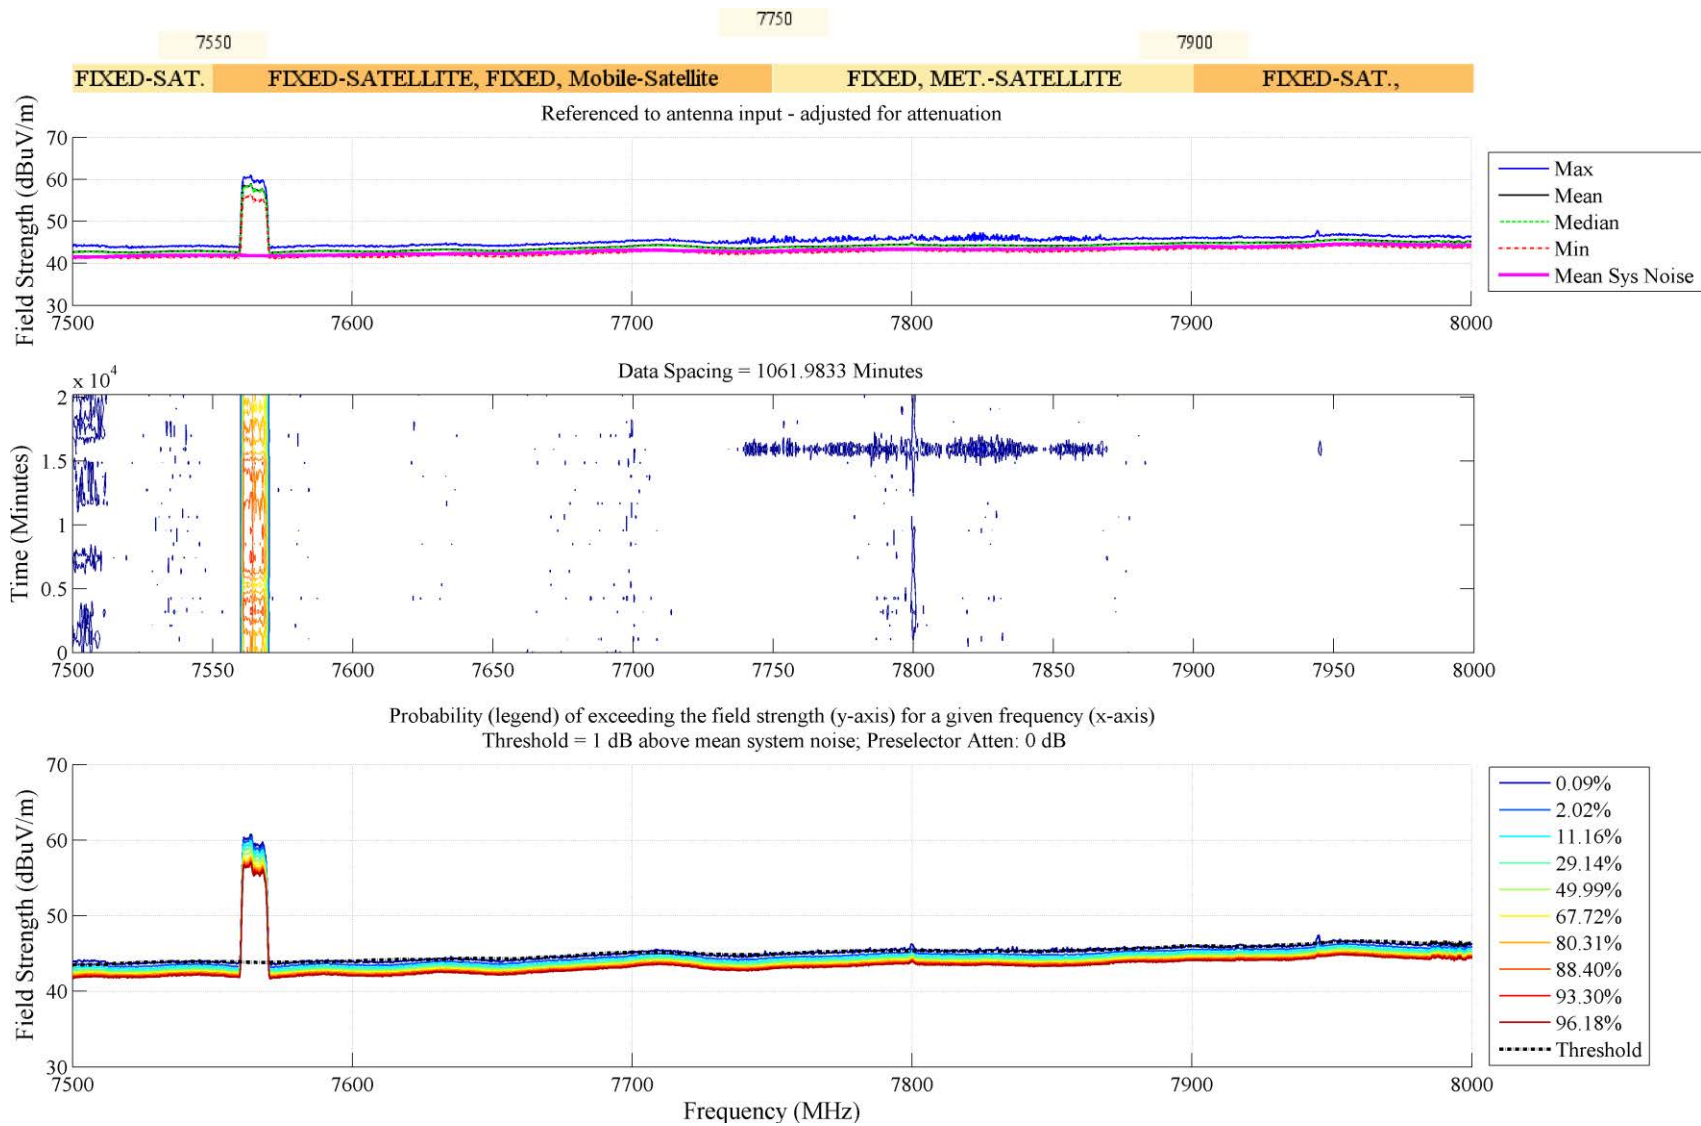 7750
7550
7900
FIXED-SAT.
FIXED-SATELLITE, FIXED, Mobile-Satellite
FIXED, MET.-SATELLITE
FIXED-SAT.,
Referenced to antenna input - adjusted for attenuation
Field Strength (dBuV/m)
70
60
50
40
30
7500
7600
7700
7800
7900
8000
Max
Mean
Median
Min
Mean Sys Noise
Data Spacing = 1061.9833 Minutes
x 10⁴
Time (Minutes)
2
1.5
1
0.5
0
7500
7550
7600
7650
7700
7750
7800
7850
7900
7950
8000
Probability (legend) of exceeding the field strength (y-axis) for a given frequency (x-axis)
Threshold = 1 dB above mean system noise; Preselector Atten: 0 dB
Field Strength (dBuV/m)
70
60
50
40
30
7500
7600
7700
7800
7900
8000
Frequency (MHz)
0.09%
2.02%
11.16%
29.14%
49.99%
67.72%
80.31%
88.40%
93.30%
96.18%
Threshold